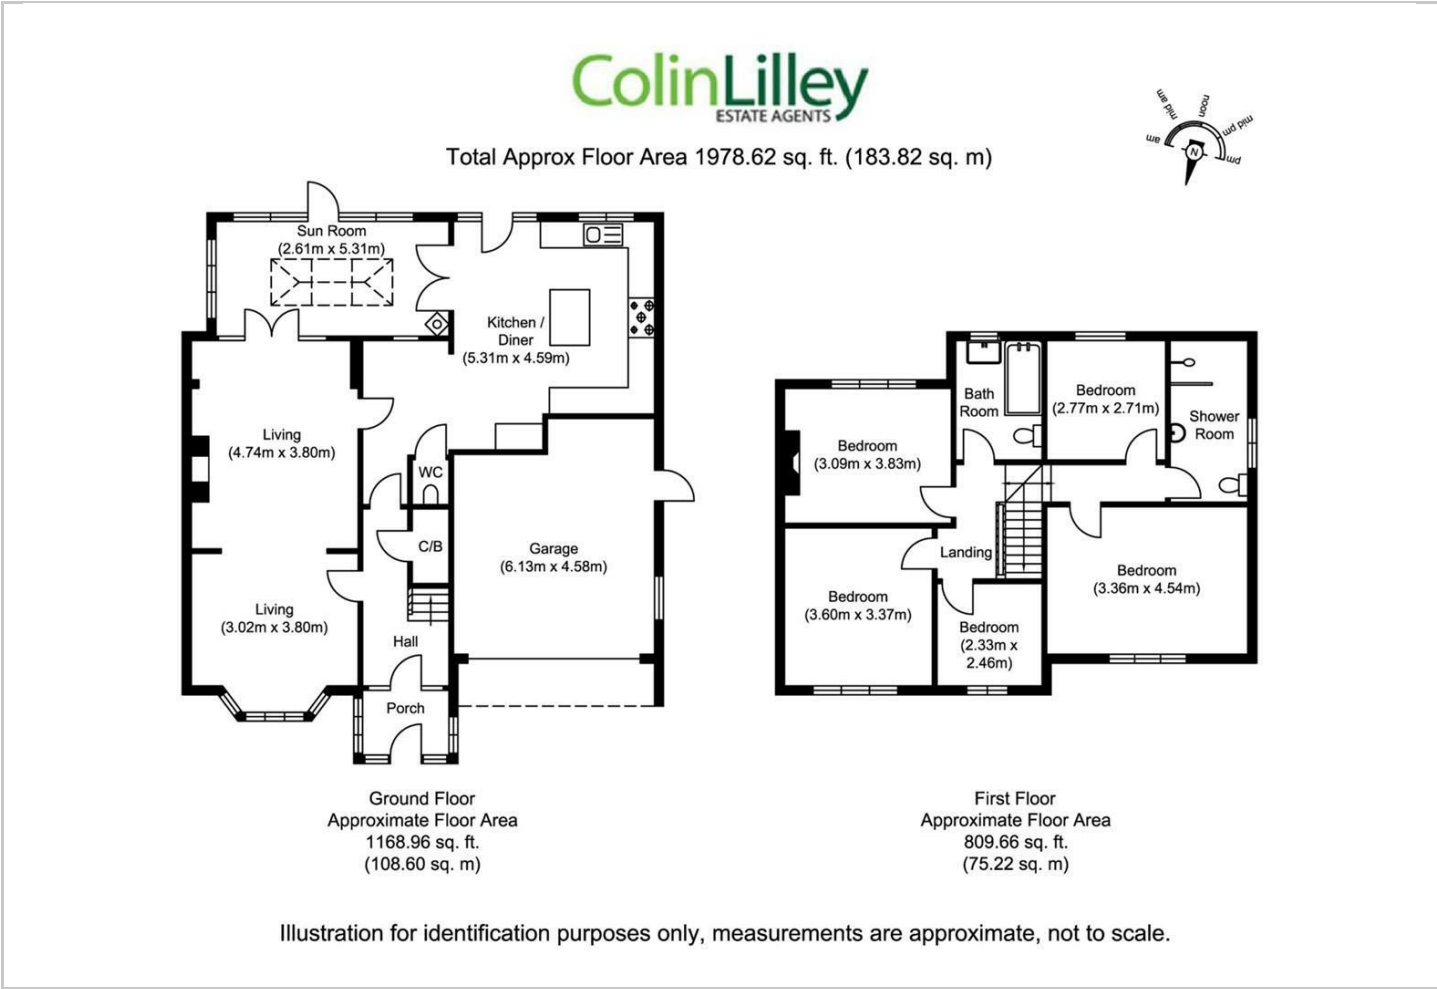 ColinLilley
ESTATE AGENTS
Total Approx Floor Area 1978.62 sq. ft. (183.82 sq. m)
am
mid am
noon
mid pm
pm
N
Sun Room
(2.61m x 5.31m)
Kitchen /
Diner
(5.31m x 4.59m)
Living
(4.74m x 3.80m)
WC
C/B
Garage
(6.13m x 4.58m)
Living
(3.02m x 3.80m)
Hall
Porch
Ground Floor
Approximate Floor Area
1168.96 sq. ft.
(108.60 sq. m)
Bath
Room
Bedroom
(2.77m x 2.71m)
Shower
Room
Bedroom
(3.09m x 3.83m)
Landing
Bedroom
(3.36m x 4.54m)
Bedroom
(3.60m x 3.37m)
Bedroom
(2.33m x
2.46m)
First Floor
Approximate Floor Area
809.66 sq. ft.
(75.22 sq. m)
Illustration for identification purposes only, measurements are approximate, not to scale.